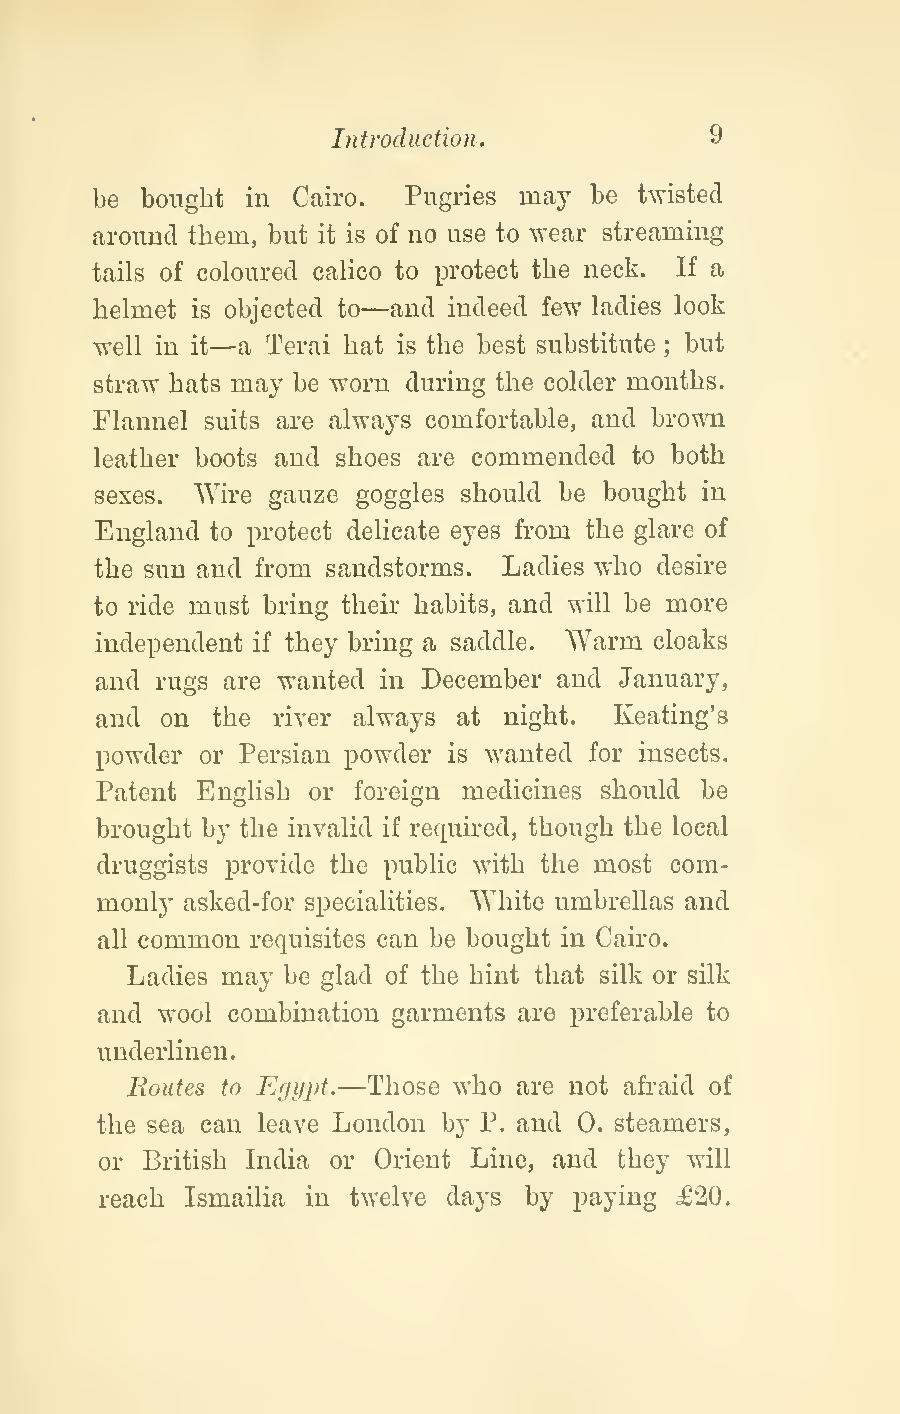 Introduction. 9
be bought in Cairo. Pugries may be twisted
around them, but it is of no use to wear streaming
tails of coloured calico to protect the neck. If a
helmet is objected to—and indeed few ladies look
well in it—a Terai hat is the best substitute; but
straw hats may be worn during the colder months.
Flannel suits are always comfortable, and brown
leather boots and shoes are commended to both
sexes. Wire gauze goggles should be bought in
England to protect delicate eyes from the glare of
the sun and from sandstorms. Ladies who desire
to ride must bring their habits, and will be more
independent if they bring a saddle. Warm cloaks
and rugs are wanted in December and January,
and on the river always at night. Keating's
powder or Persian powder is wanted for insects.
Patent English or foreign medicines should be
brought by the invalid if required, though the local
druggists provide the public with the most com-
monly asked-for specialities. White umbrellas and
all common requisites can be bought in Cairo.
Ladies may be glad of the hint that silk or silk
and wool combination garments are preferable to
underlinen.
Routes to Egypt.—Those who are not afraid of
the sea can leave London by P. and O. steamers,
or British India or Orient Line, and they will
reach Ismailia in twelve days by paying £20.